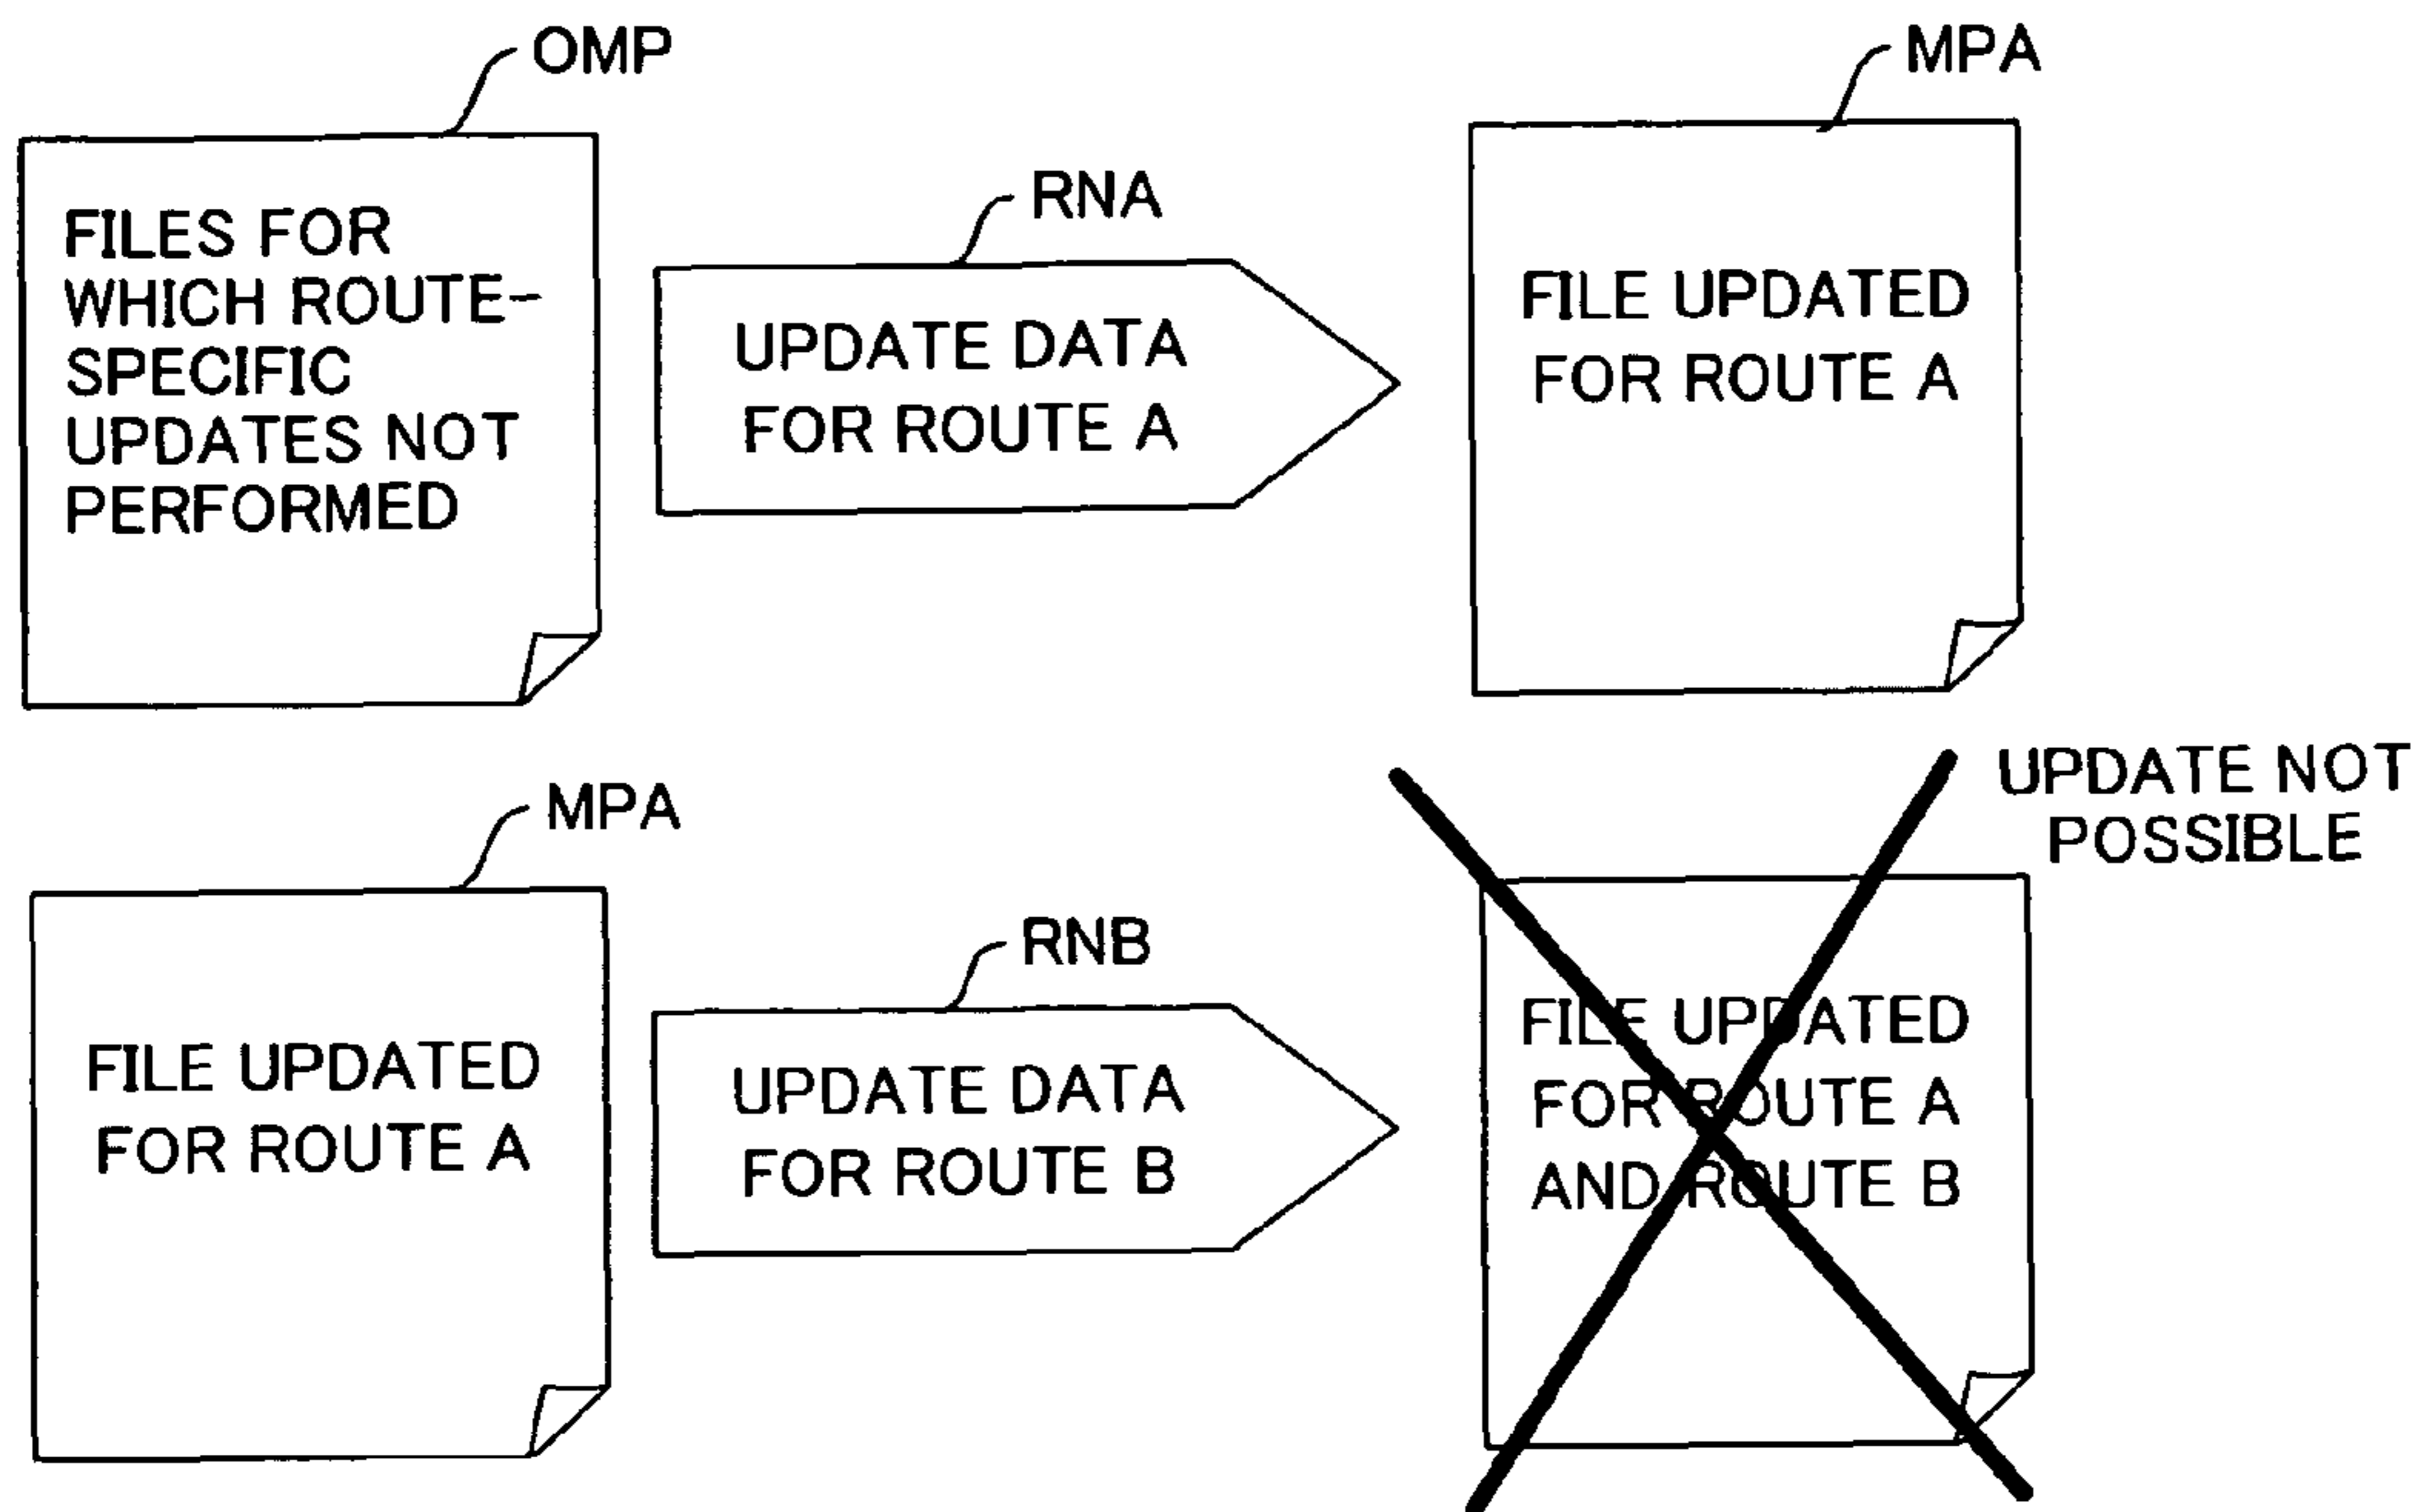 OMP
FILES FOR
WHICH ROUTE-
SPECIFIC
UPDATES NOT
PERFORMED
RNA
UPDATE DATA
FOR ROUTE A
MPA
FILE UPDATED
FOR ROUTE A
MPA
FILE UPDATED
FOR ROUTE A
RNB
UPDATE DATA
FOR ROUTE B
UPDATE NOT
POSSIBLE
FILE UPDATED
FOR ROUTE A
AND ROUTE B